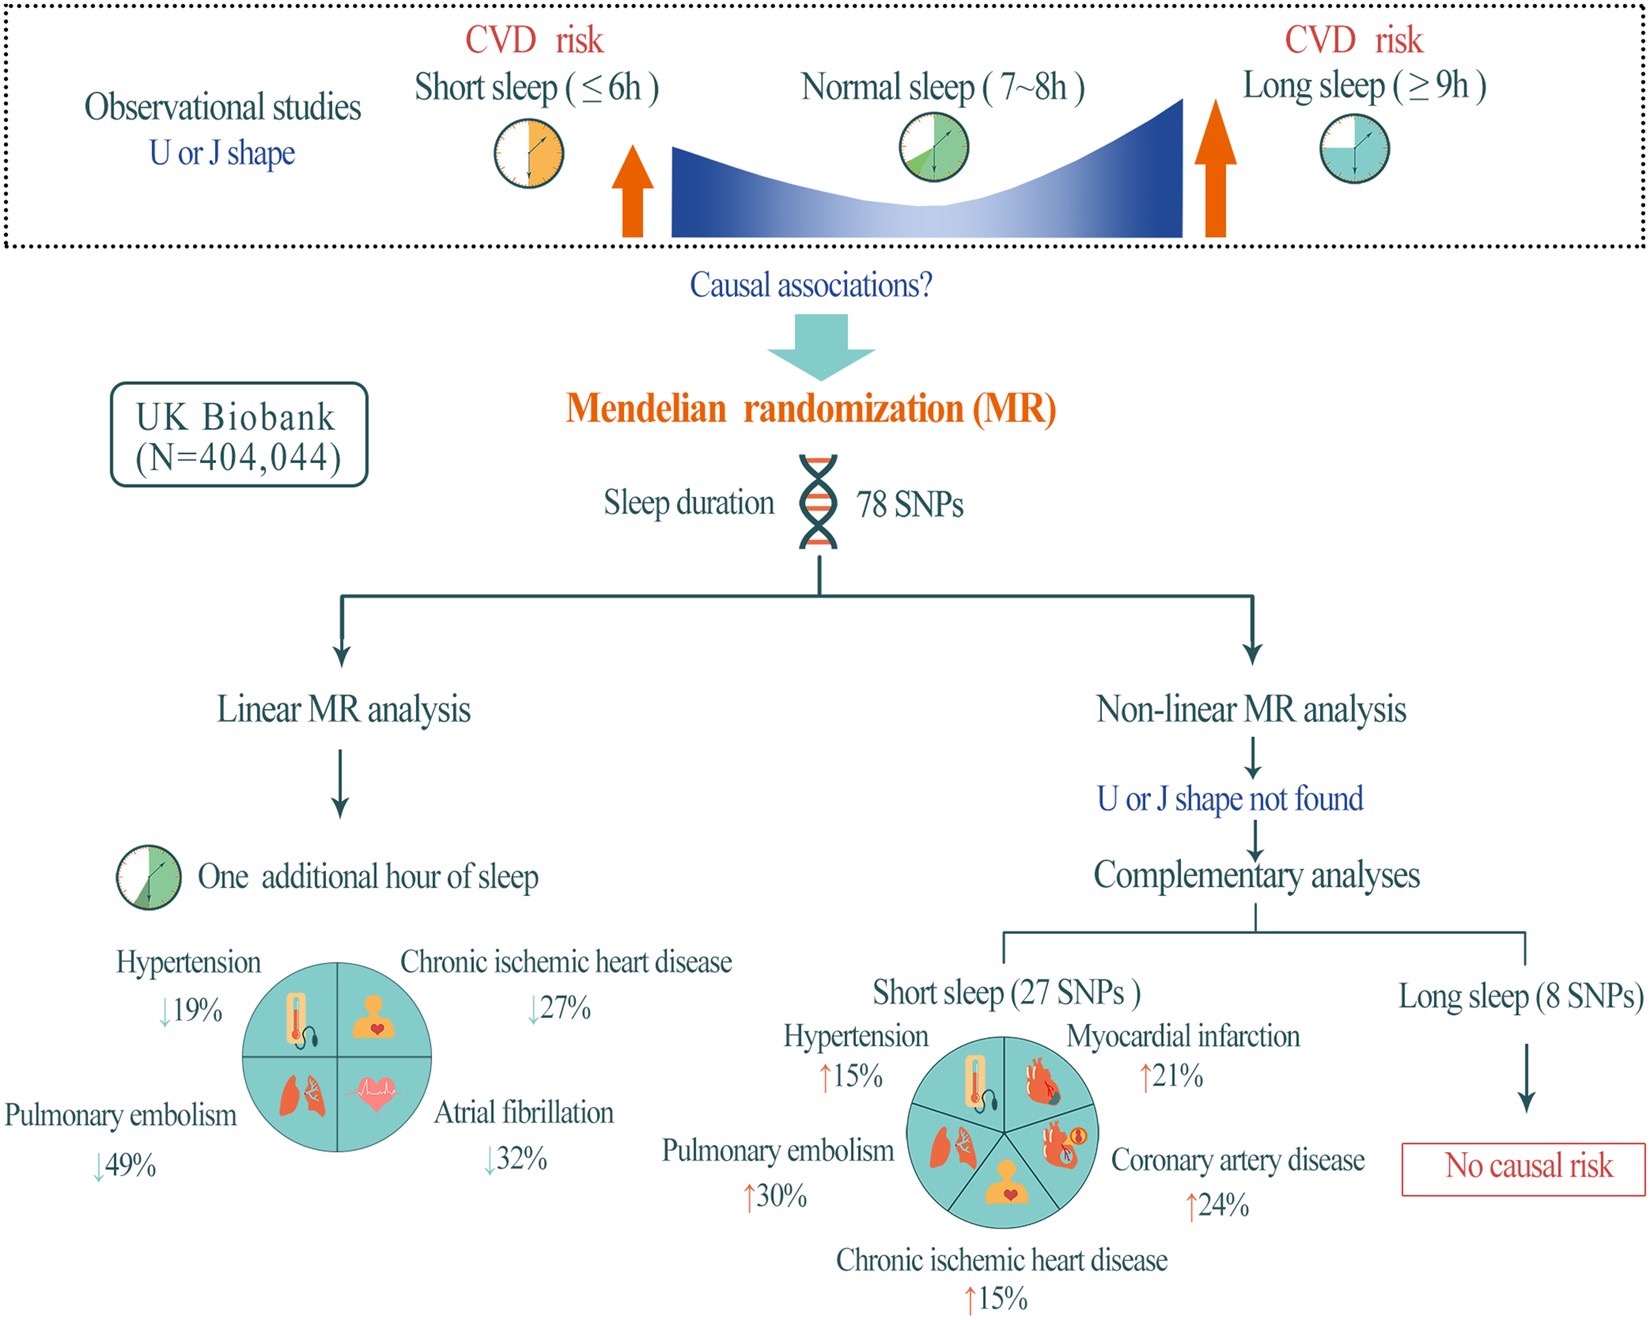 CVD risk
Short sleep ( ≤ 6h )
Normal sleep ( 7~8h )
CVD risk
Long sleep ( ≥ 9h )
Observational studies
U or J shape
Causal associations?
Mendelian randomization (MR)
UK Biobank
(N=404,044)
Sleep duration
78 SNPs
Linear MR analysis
Non-linear MR analysis
U or J shape not found
One additional hour of sleep
Complementary analyses
Hypertension
↓19%
Chronic ischemic heart disease
↓27%
Pulmonary embolism
↓49%
Atrial fibrillation
↓32%
Short sleep (27 SNPs )
Long sleep (8 SNPs)
Hypertension
↑15%
Myocardial infarction
↑21%
Pulmonary embolism
↑30%
Coronary artery disease
↑24%
Chronic ischemic heart disease
↑15%
No causal risk